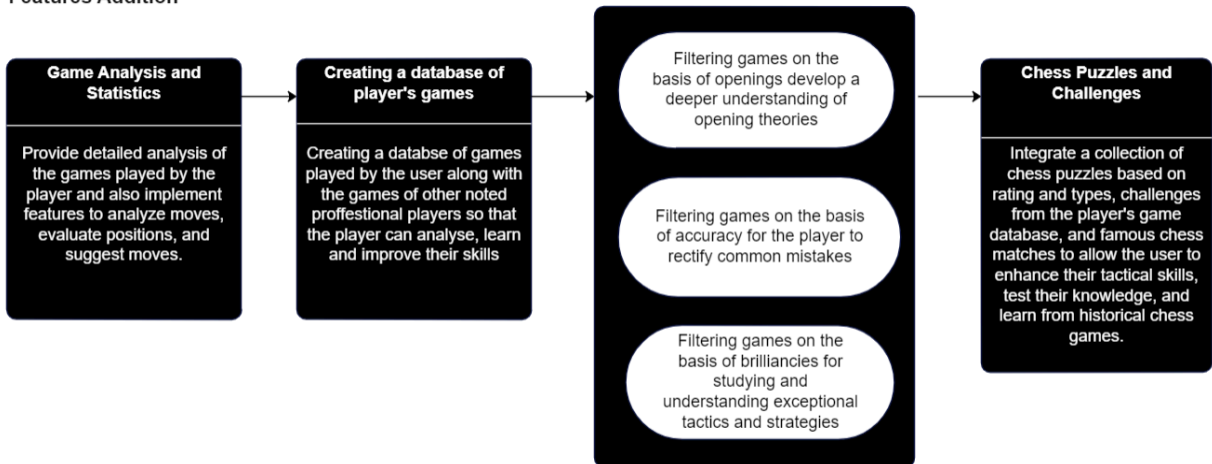 Features Addition
Game Analysis and
Statistics
Provide detailed analysis of
the games played by the
player and also implement
features to analyze moves,
evaluate positions, and
suggest moves.
Creating a database of
player's games
Creating a databse of games
played by the user along with
the games of other noted
proffestional players so that
the player can analyse, learn
and improve their skills
Filtering games on the
basis of openings develop a
deeper understanding of
opening theories
Filtering games on the basis
of accuracy for the player to
rectify common mistakes
Filtering games on the
basis of brilliancies for
studying and
understanding exceptional
tactics and strategies
Chess Puzzles and
Challenges
Integrate a collection of
chess puzzles based on
rating and types, challenges
from the player's game
database, and famous chess
matches to allow the user to
enhance their tactical skills,
test their knowledge, and
learn from historical chess
games.